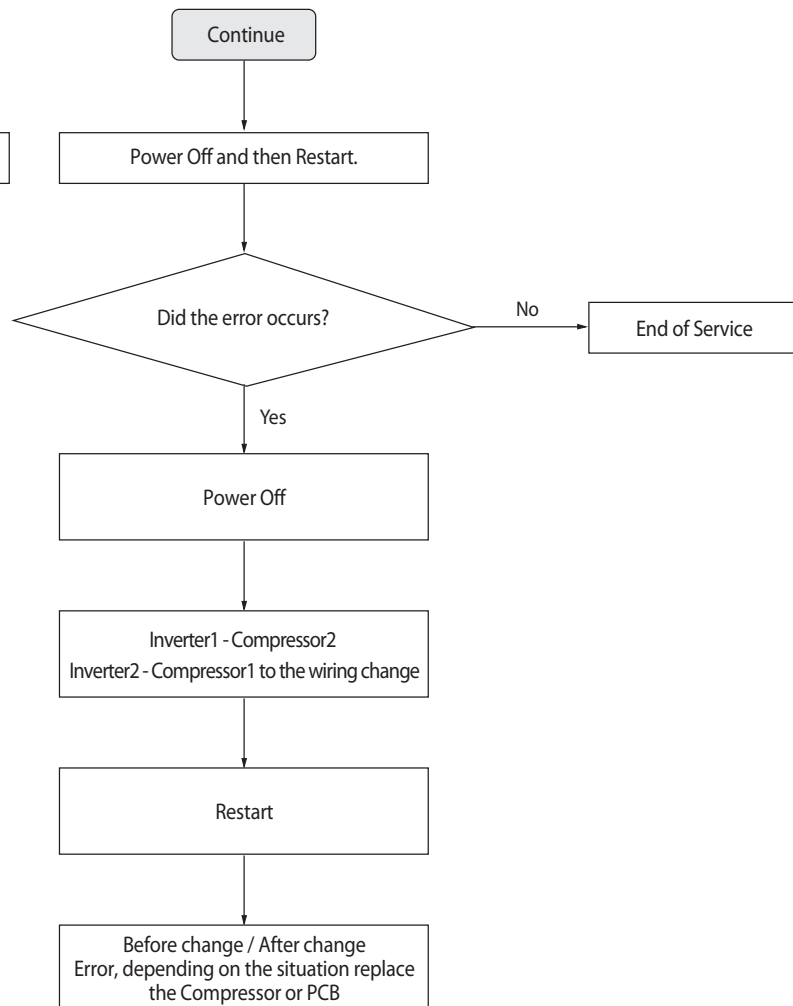 Continue
Power Off and then Restart.
Did the error occurs?
No
End of Service
Yes
Power Off
Inverter1 - Compressor2
Inverter2 - Compressor1 to the wiring change
Restart
Before change / After change
Error, depending on the situation replace
the Compressor or PCB